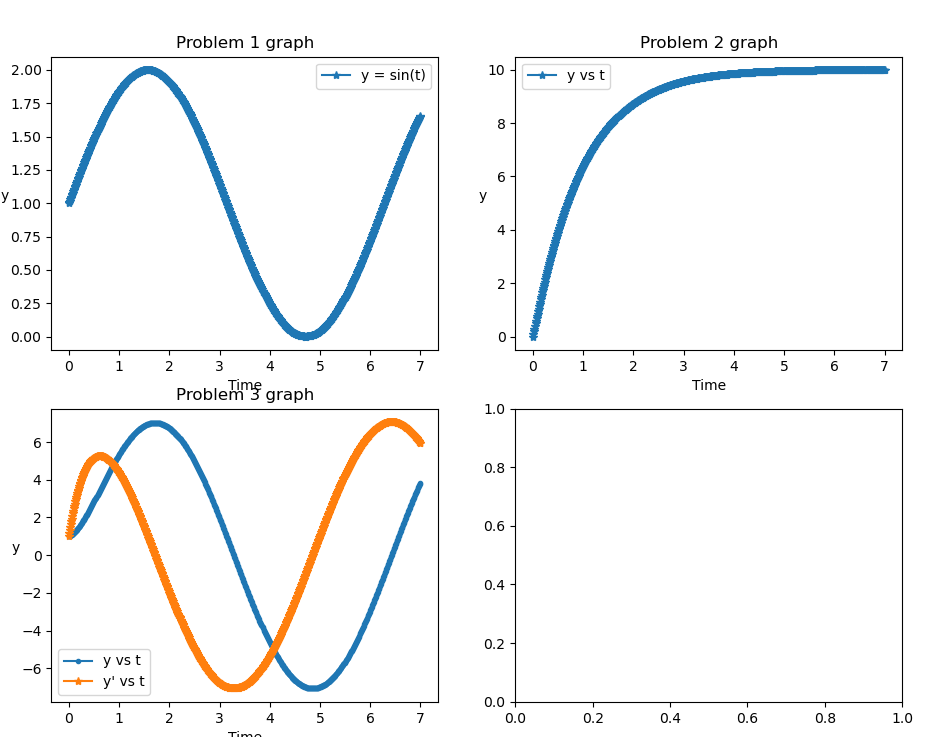 Problem 1 graph
2.00
1.75
1.50
1.25
1.00
0.75
0.50
0.25
0.00
y
y = sin(t)
0 1 2 3 4 5 6 7
Time
Problem 2 graph
10
8
6
4
2
0
y
y vs t
0 1 2 3 4 5 6 7
Time
Problem 3 graph
6
4
2
0
−2
−4
−6
y
y vs t
y' vs t
0 1 2 3 4 5 6 7
Time
1.0
0.8
0.6
0.4
0.2
0.0
0.0 0.2 0.4 0.6 0.8 1.0